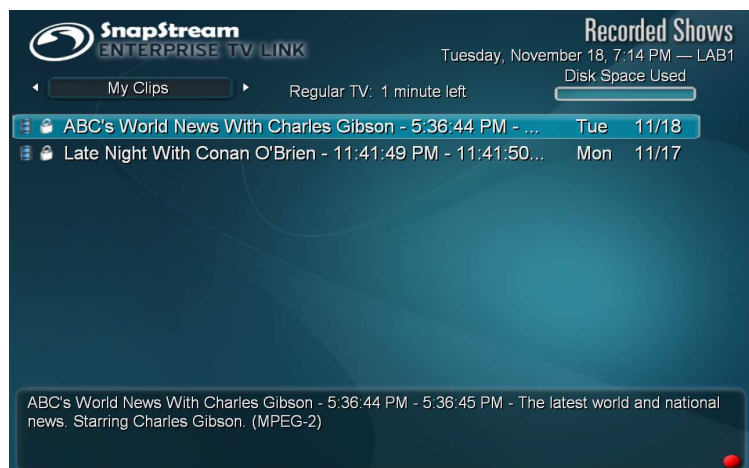 SnapStream
ENTERPRISE TV LINK
Recorded Shows
Tuesday, November 18, 7:14 PM — LAB1
Disk Space Used
My Clips
Regular TV: 1 minute left
ABC's World News With Charles Gibson - 5:36:44 PM - ... Tue 11/18
Late Night With Conan O'Brien - 11:41:49 PM - 11:41:50... Mon 11/17
ABC's World News With Charles Gibson - 5:36:44 PM - 5:36:45 PM - The latest world and national
news. Starring Charles Gibson. (MPEG-2)